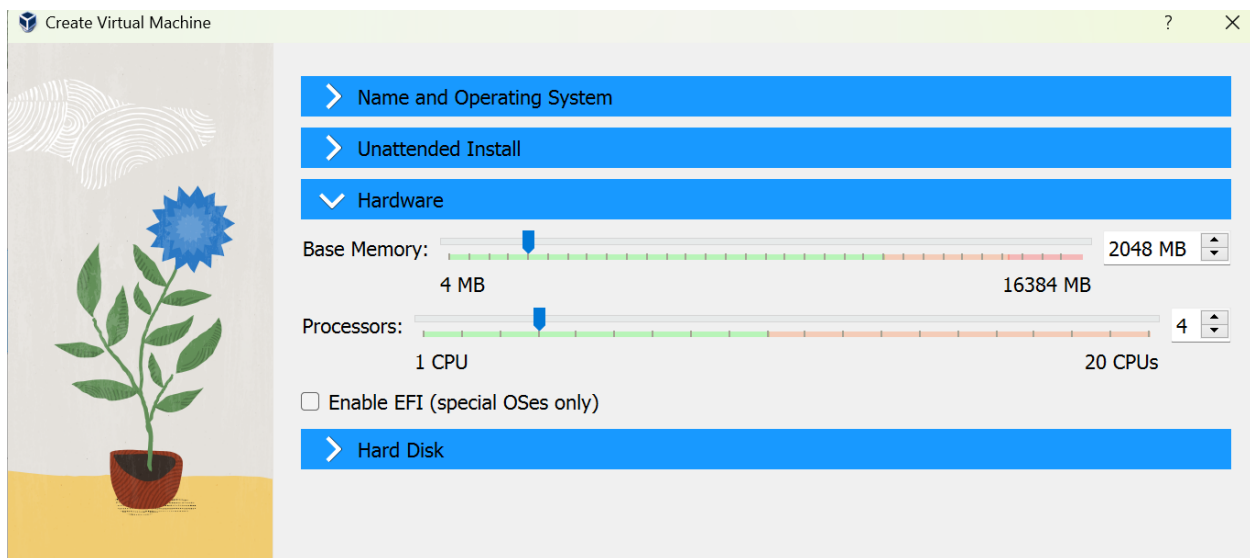 Create Virtual Machine ?
Name and Operating System
Unattended Install
Hardware
Base Memory: 2048 MB
4 MB 16384 MB
Processors: 4
1 CPU 20 CPUs
Enable EFI (special OSes only)
Hard Disk